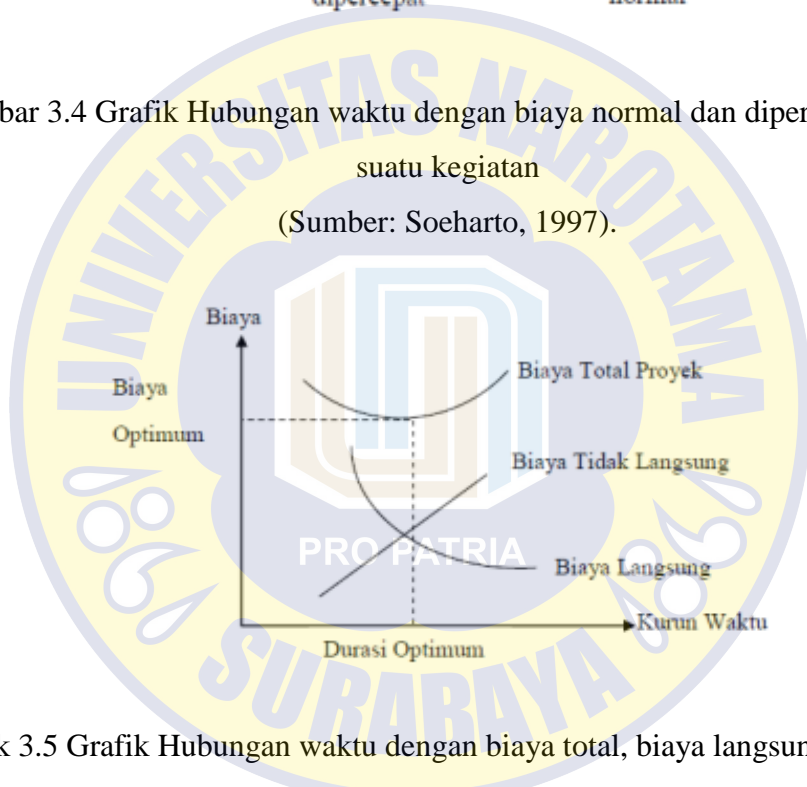 dipercepat normal
bar 3.4 Grafik Hubungan waktu dengan biaya normal dan diper
suatu kegiatan
(Sumber: Soeharto, 1997).
Biaya
Biaya Total Proyek
Biaya
Optimum
Biaya Tidak Langsung
Biaya Langsung
Kurun Waktu
Durasi Optimum
k 3.5 Grafik Hubungan waktu dengan biaya total, biaya langsun
UNIVERSITAS NAROTAMA
PRO PATRIA
SURABAYA